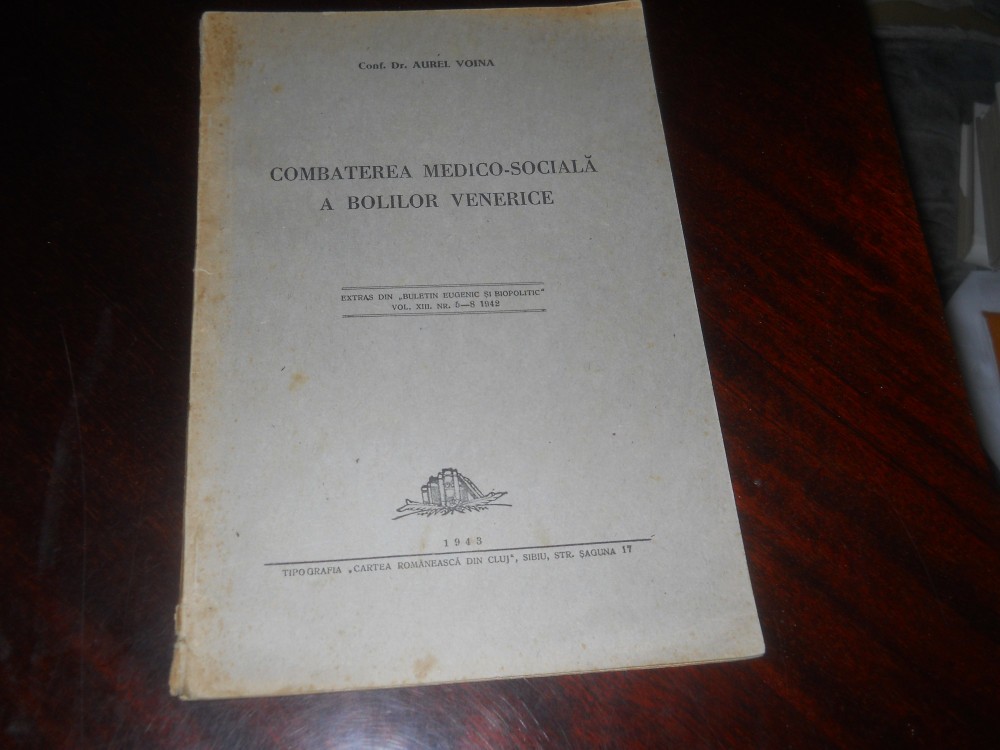 Conf. Dr. AUREL VOINA
COMBATEREA MEDICO-SOCIALĂ
A BOLILOR VENERICE
EXTRAS DIN „BULETIN EUGENIC ȘI BIOPOLITIC"
VOL. XIII. NR. 5—8 1942
1943
TIPOGRAFIA „CARTEA ROMÂNEASCĂ DIN CLUJ", SIBIU, STR. ȘAGUNA 17